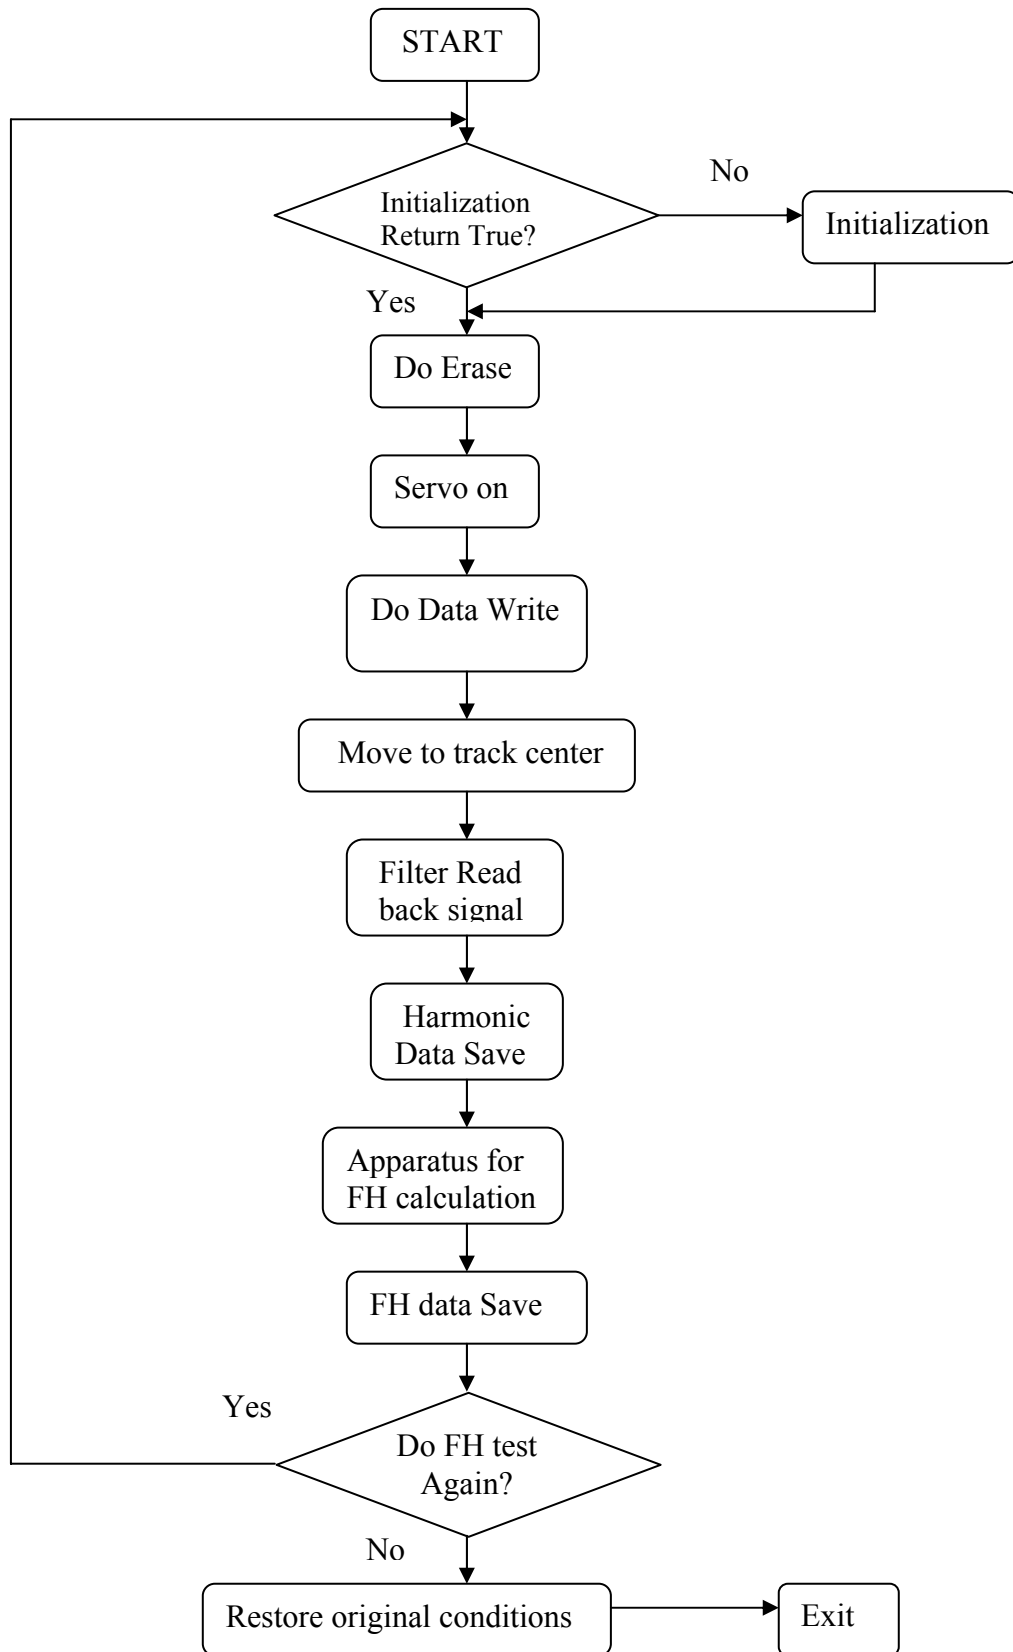 START
No
Initialization
Return True?
Initialization
Yes
Do Erase
Servo on
Do Data Write
Move to track center
Filter Read
back signal
Harmonic
Data Save
Apparatus for
FH calculation
FH data Save
Yes
Do FH test
Again?
No
Restore original conditions
Exit